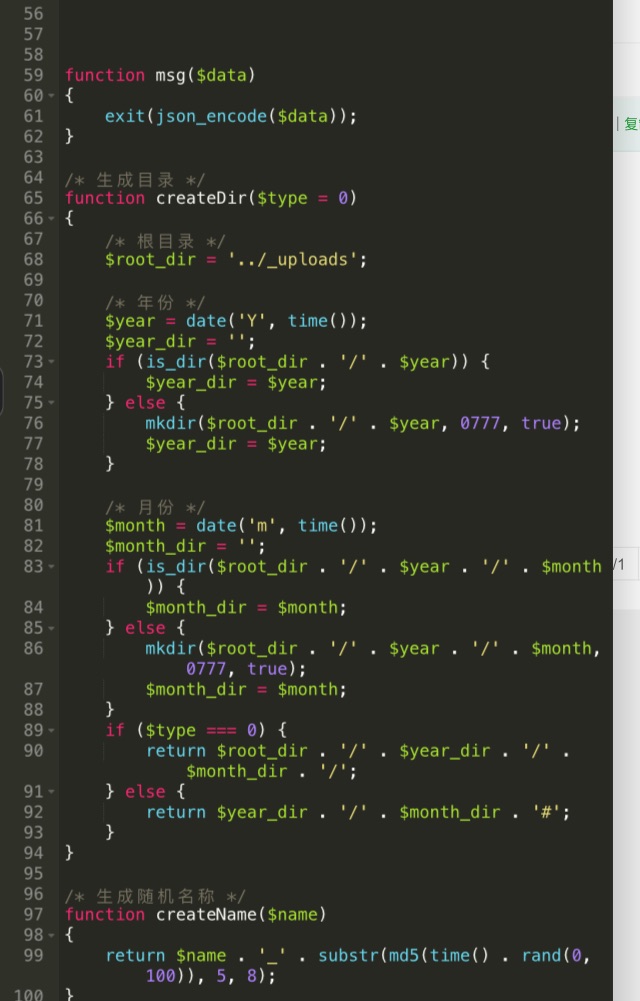 56
57
58
59 function msg($data)
60 {
61 exit(json_encode($data));
62 }
63
64 /* 生成目录 */
65 function createDir($type = 0)
66 {
67 /* 根目录 */
68 $root_dir = '../_uploads';
69
70 /* 年份 */
71 $year = date('Y', time());
72 $year_dir = '';
73 if (is_dir($root_dir . '/' . $year)) {
74 $year_dir = $year;
75 } else {
76 mkdir($root_dir . '/' . $year, 0777, true);
77 $year_dir = $year;
78 }
79
80 /* 月份 */
81 $month = date('m', time());
82 $month_dir = '';
83 if (is_dir($root_dir . '/' . $year . '/' . $month
)) {
84 $month_dir = $month;
85 } else {
86 mkdir($root_dir . '/' . $year . '/' . $month,
0777, true);
87 $month_dir = $month;
88 }
89 if ($type === 0) {
90 return $root_dir . '/' . $year_dir . '/' .
$month_dir . '/';
91 } else {
92 return $year_dir . '/' . $month_dir . '#';
93 }
94 }
95
96 /* 生成随机名称 */
97 function createName($name)
98 {
99 return $name . '_' . substr(md5(time() . rand(0,
100)), 5, 8);
100 }
/1